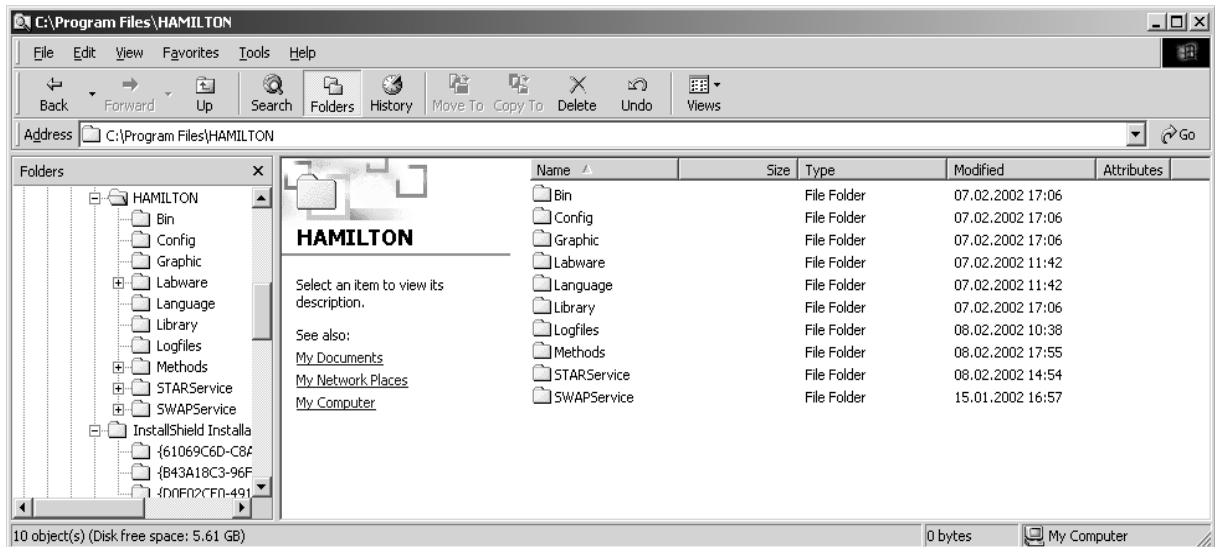 C:\Program Files\HAMILTON
File Edit View Favorites Tools Help
Back Forward Up Search Folders History Move To Copy To Delete Undo Views
Address C:\Program Files\HAMILTON Go
Folders
HAMILTON
Bin
Config
Graphic
Labware
Language
Library
Logfiles
Methods
STARService
SWAPService
InstallShield Installa
{61069C6D-C8A
{B43A18C3-96F
{D0F02CF0-491
HAMILTON
Select an item to view its
description.
See also:
My Documents
My Network Places
My Computer
Name Size Type Modified Attributes
Bin File Folder 07.02.2002 17:06
Config File Folder 07.02.2002 17:06
Graphic File Folder 07.02.2002 17:06
Labware File Folder 07.02.2002 11:42
Language File Folder 07.02.2002 11:42
Library File Folder 07.02.2002 17:06
Logfiles File Folder 08.02.2002 10:38
Methods File Folder 08.02.2002 17:55
STARService File Folder 08.02.2002 14:54
SWAPService File Folder 15.01.2002 16:57
10 object(s) (Disk free space: 5.61 GB) 0 bytes My Computer